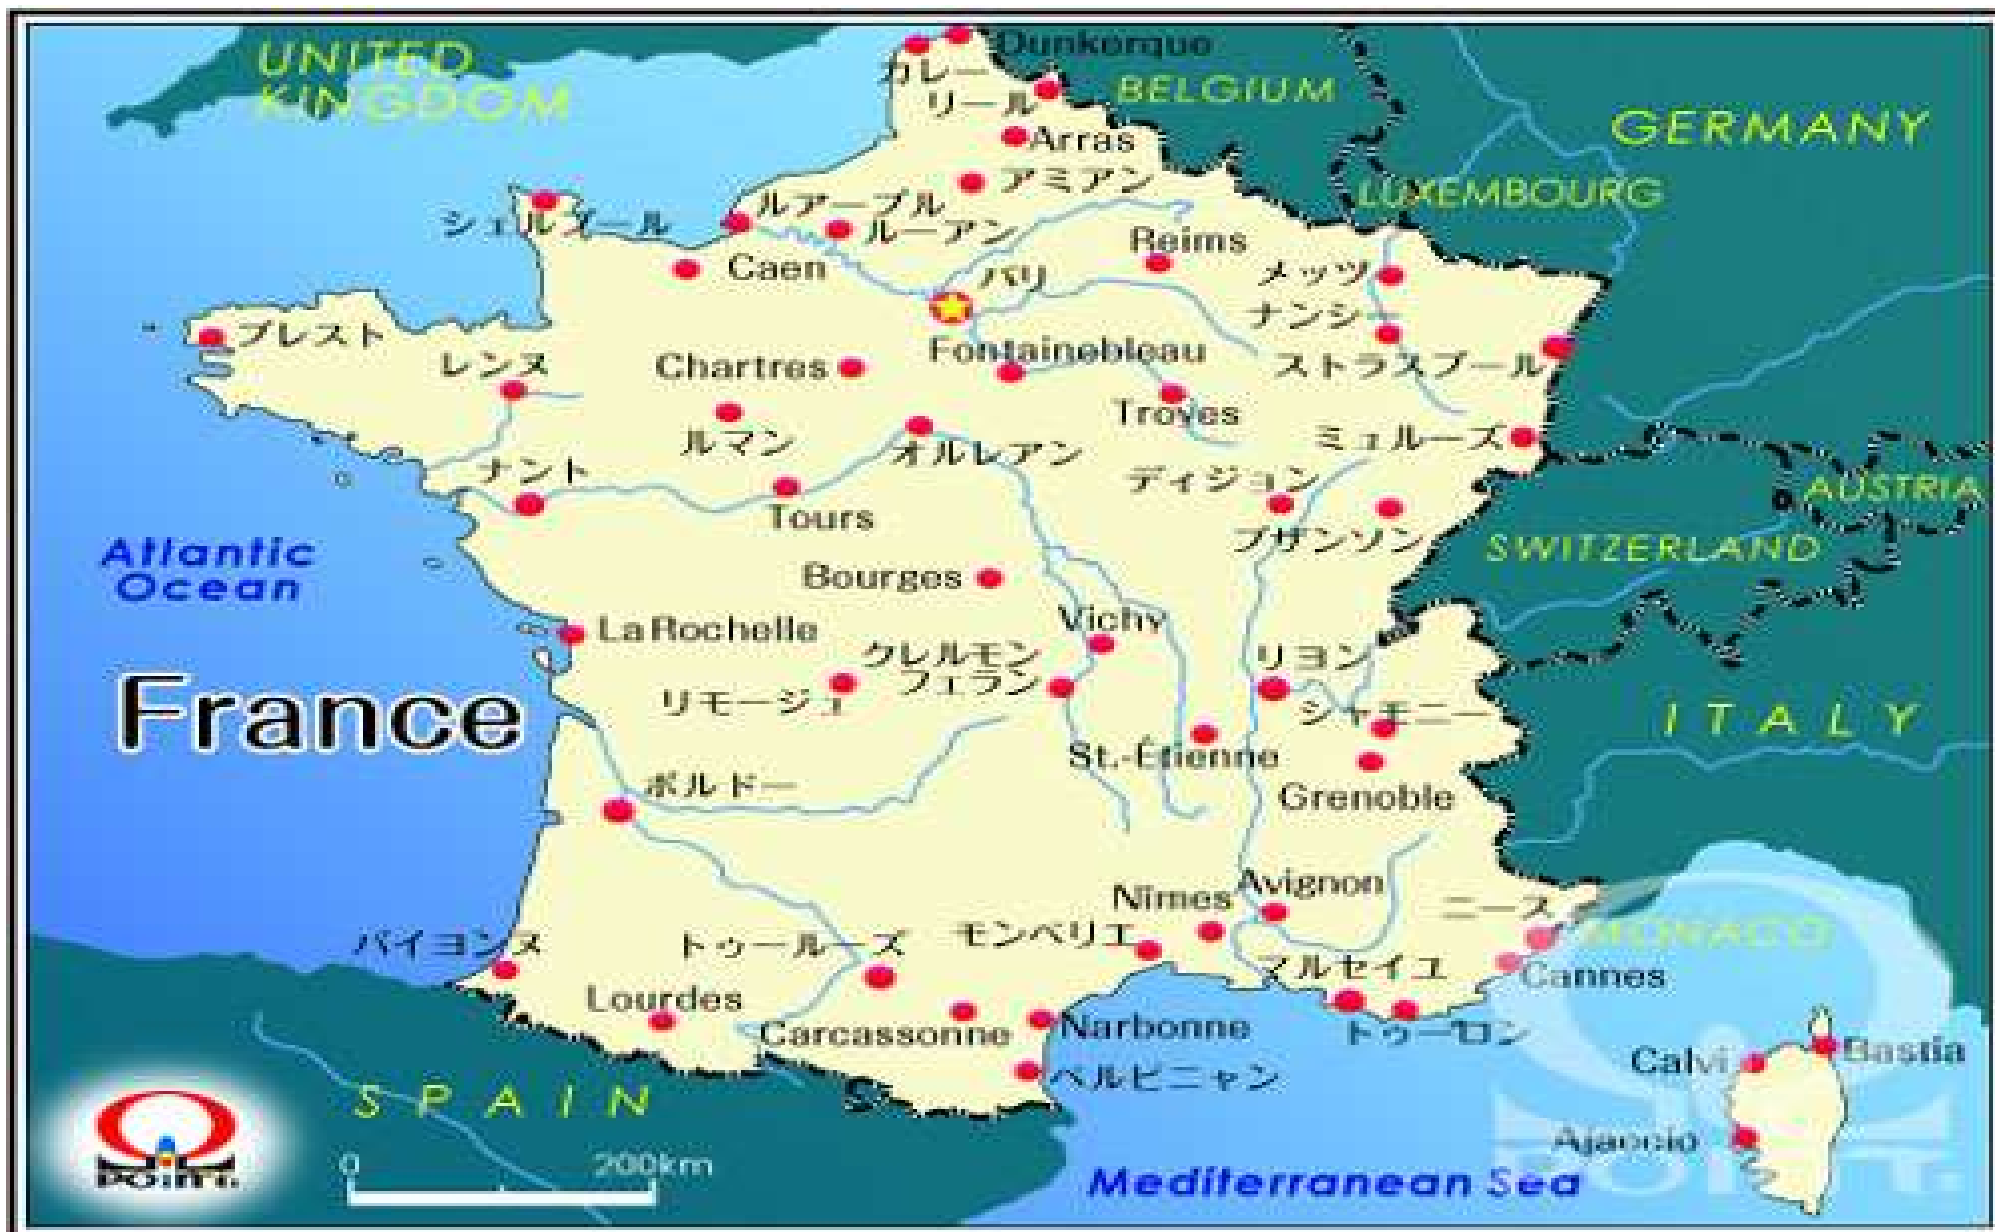 UNITED
KINGDOM
Dunkerque
カレー
BELGIUM
リール
GERMANY
Arras
アミアン
LUXEMBOURG
ルアーブル
シェルブール
ルーアン
Reims
Caen
パリ
メッツ
ナンシー
ブレスト
レンヌ
Chartres
Fontainebleau
ストラスブール
Troyes
ルマン
オルレアン
ミュルーズ
ナント
ディジョン
AUSTRIA
Tours
ブザンソン
SWITZERLAND
Atlantic
Ocean
Bourges
Vichy
La Rochelle
クレルモン
フェラン
リヨン
リモージュ
France
シャモニー
ITALY
St.-Étienne
ボルドー
Grenoble
Nîmes
Avignon
ニース
MONACO
バイヨンヌ
トゥールーズ
モンペリエ
マルセイユ
Cannes
Lourdes
Carcassonne
Narbonne
トゥーロン
Calvi
Bastia
ペルピニャン
SPAIN
Ajaccio
0 200km
Mediterranean Sea
POINT.